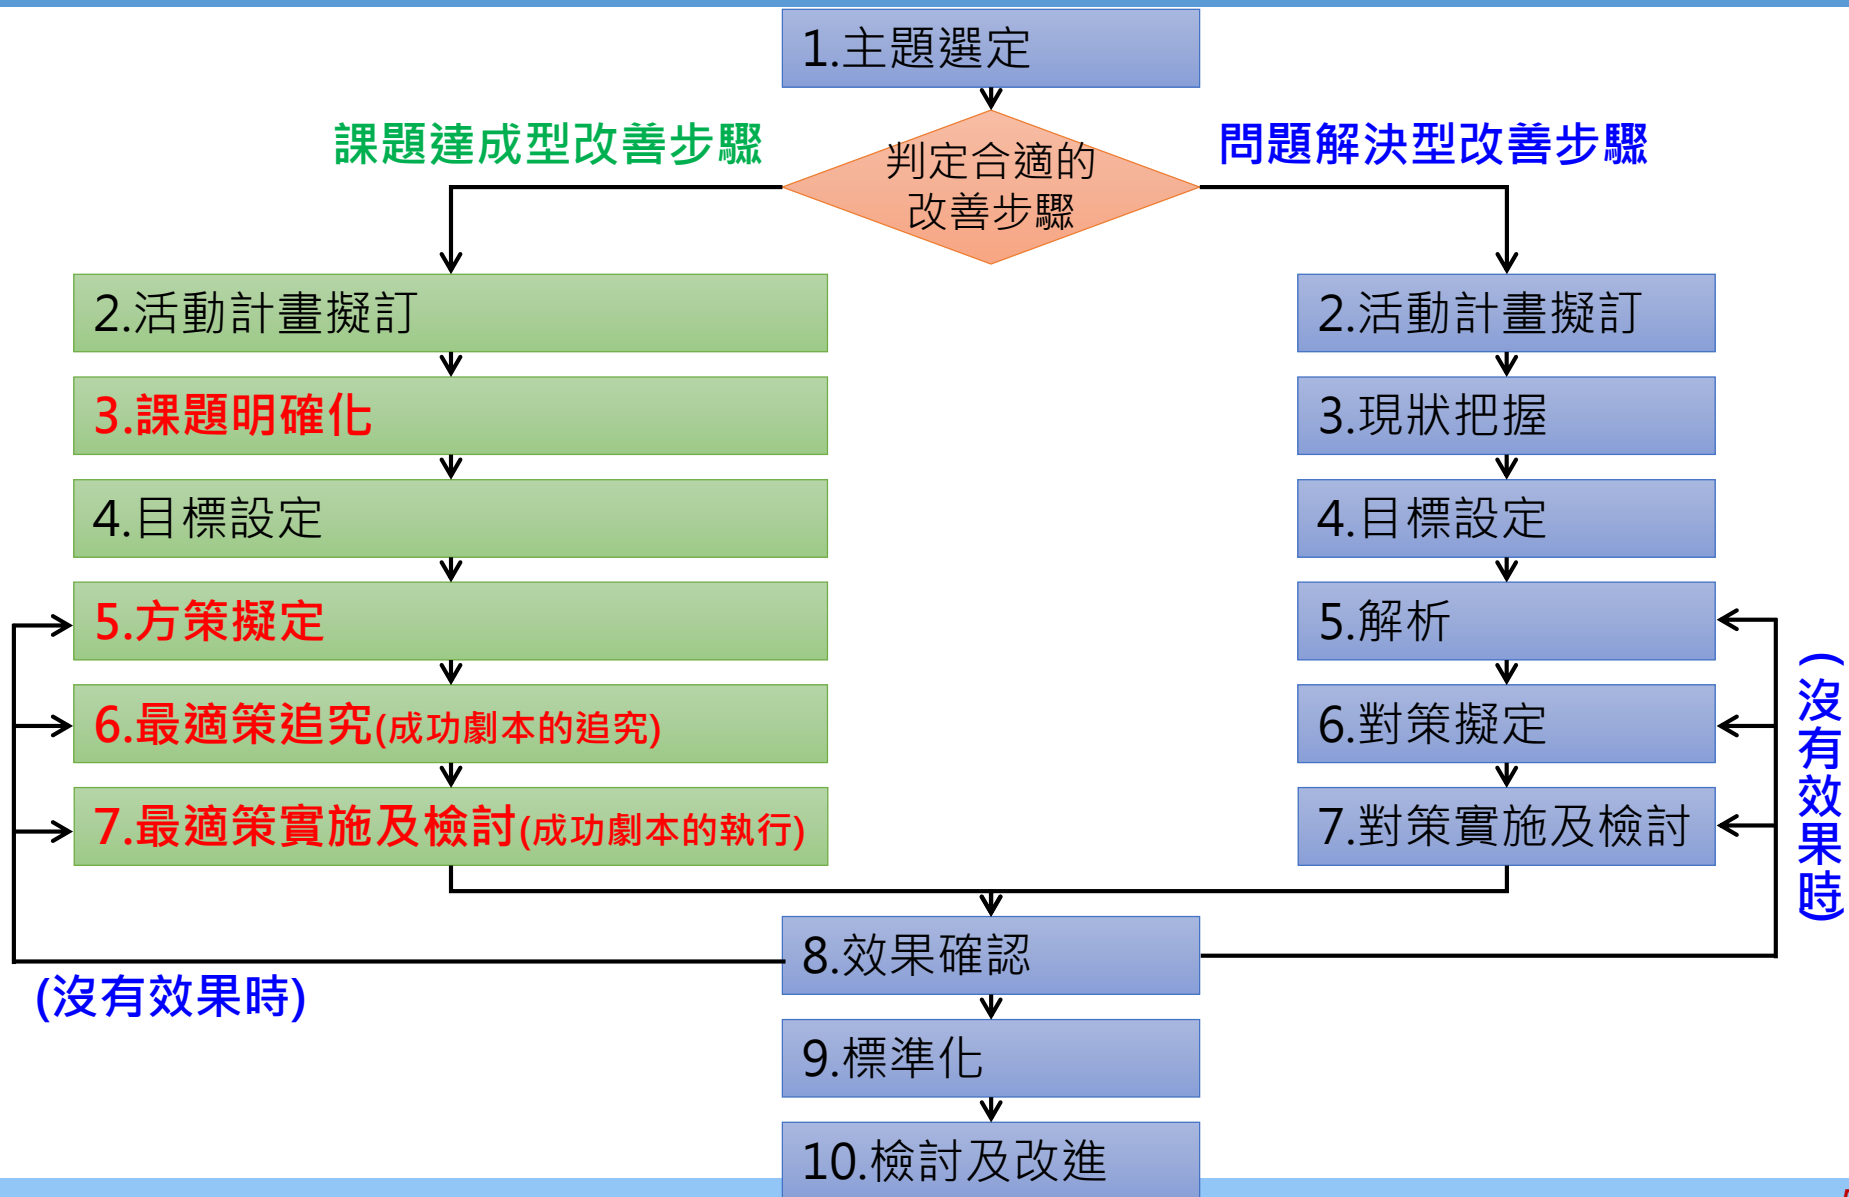 1.主題選定
課題達成型改善步驟
判定合適的
改善步驟
問題解決型改善步驟
2.活動計畫擬訂
3.課題明確化
4.目標設定
5.方策擬定
6.最適策追究(成功劇本的追究)
7.最適策實施及檢討(成功劇本的執行)
(沒有效果時)
2.活動計畫擬訂
3.現狀把握
4.目標設定
5.解析
6.對策擬定
7.對策實施及檢討
(沒有效果時)
8.效果確認
9.標準化
10.檢討及改進